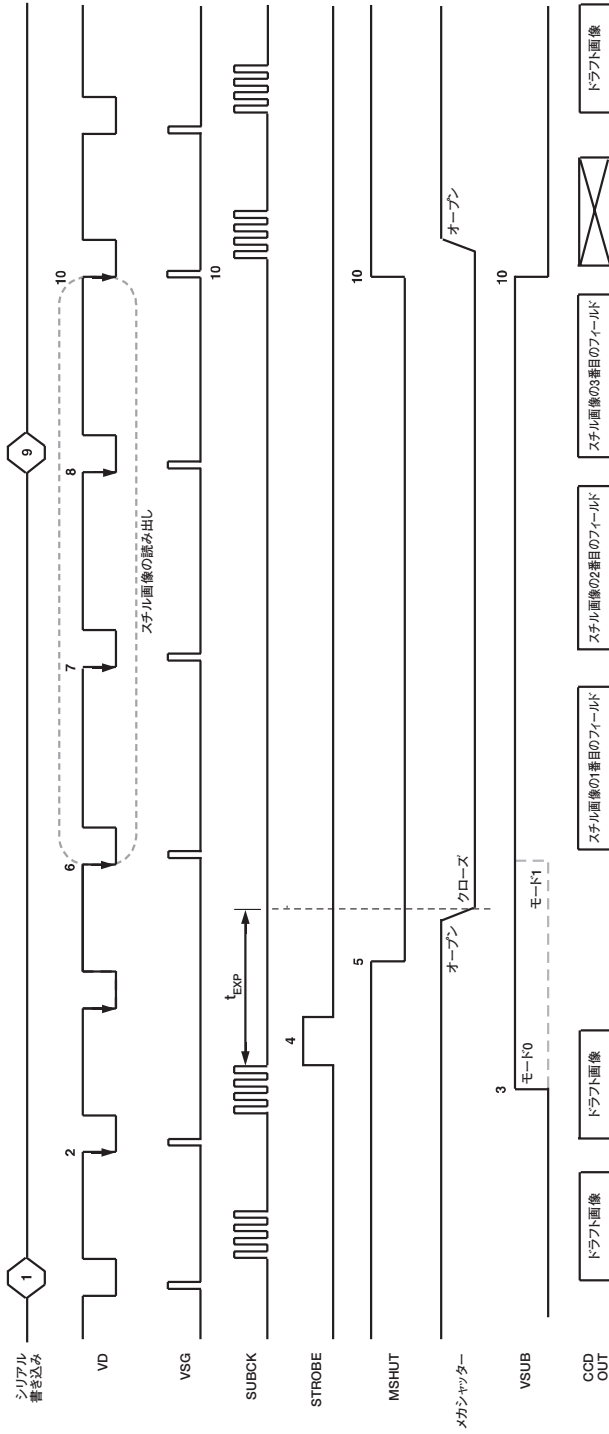 シリアル
書き込み
1
9
VD
2
6
7
8
10
スチル画像の読み出し
VSG
SUBCK
t_EXP
10
STROBE
4
MSHUT
5
10
メカシャッター
オープン
クローズ
オープン
VSUB
3
モード0
モード1
10
CCD
OUT
ドラフト画像
ドラフト画像
スチル画像の1番目のフィールド
スチル画像の2番目のフィールド
スチル画像の3番目のフィールド
ドラフト画像